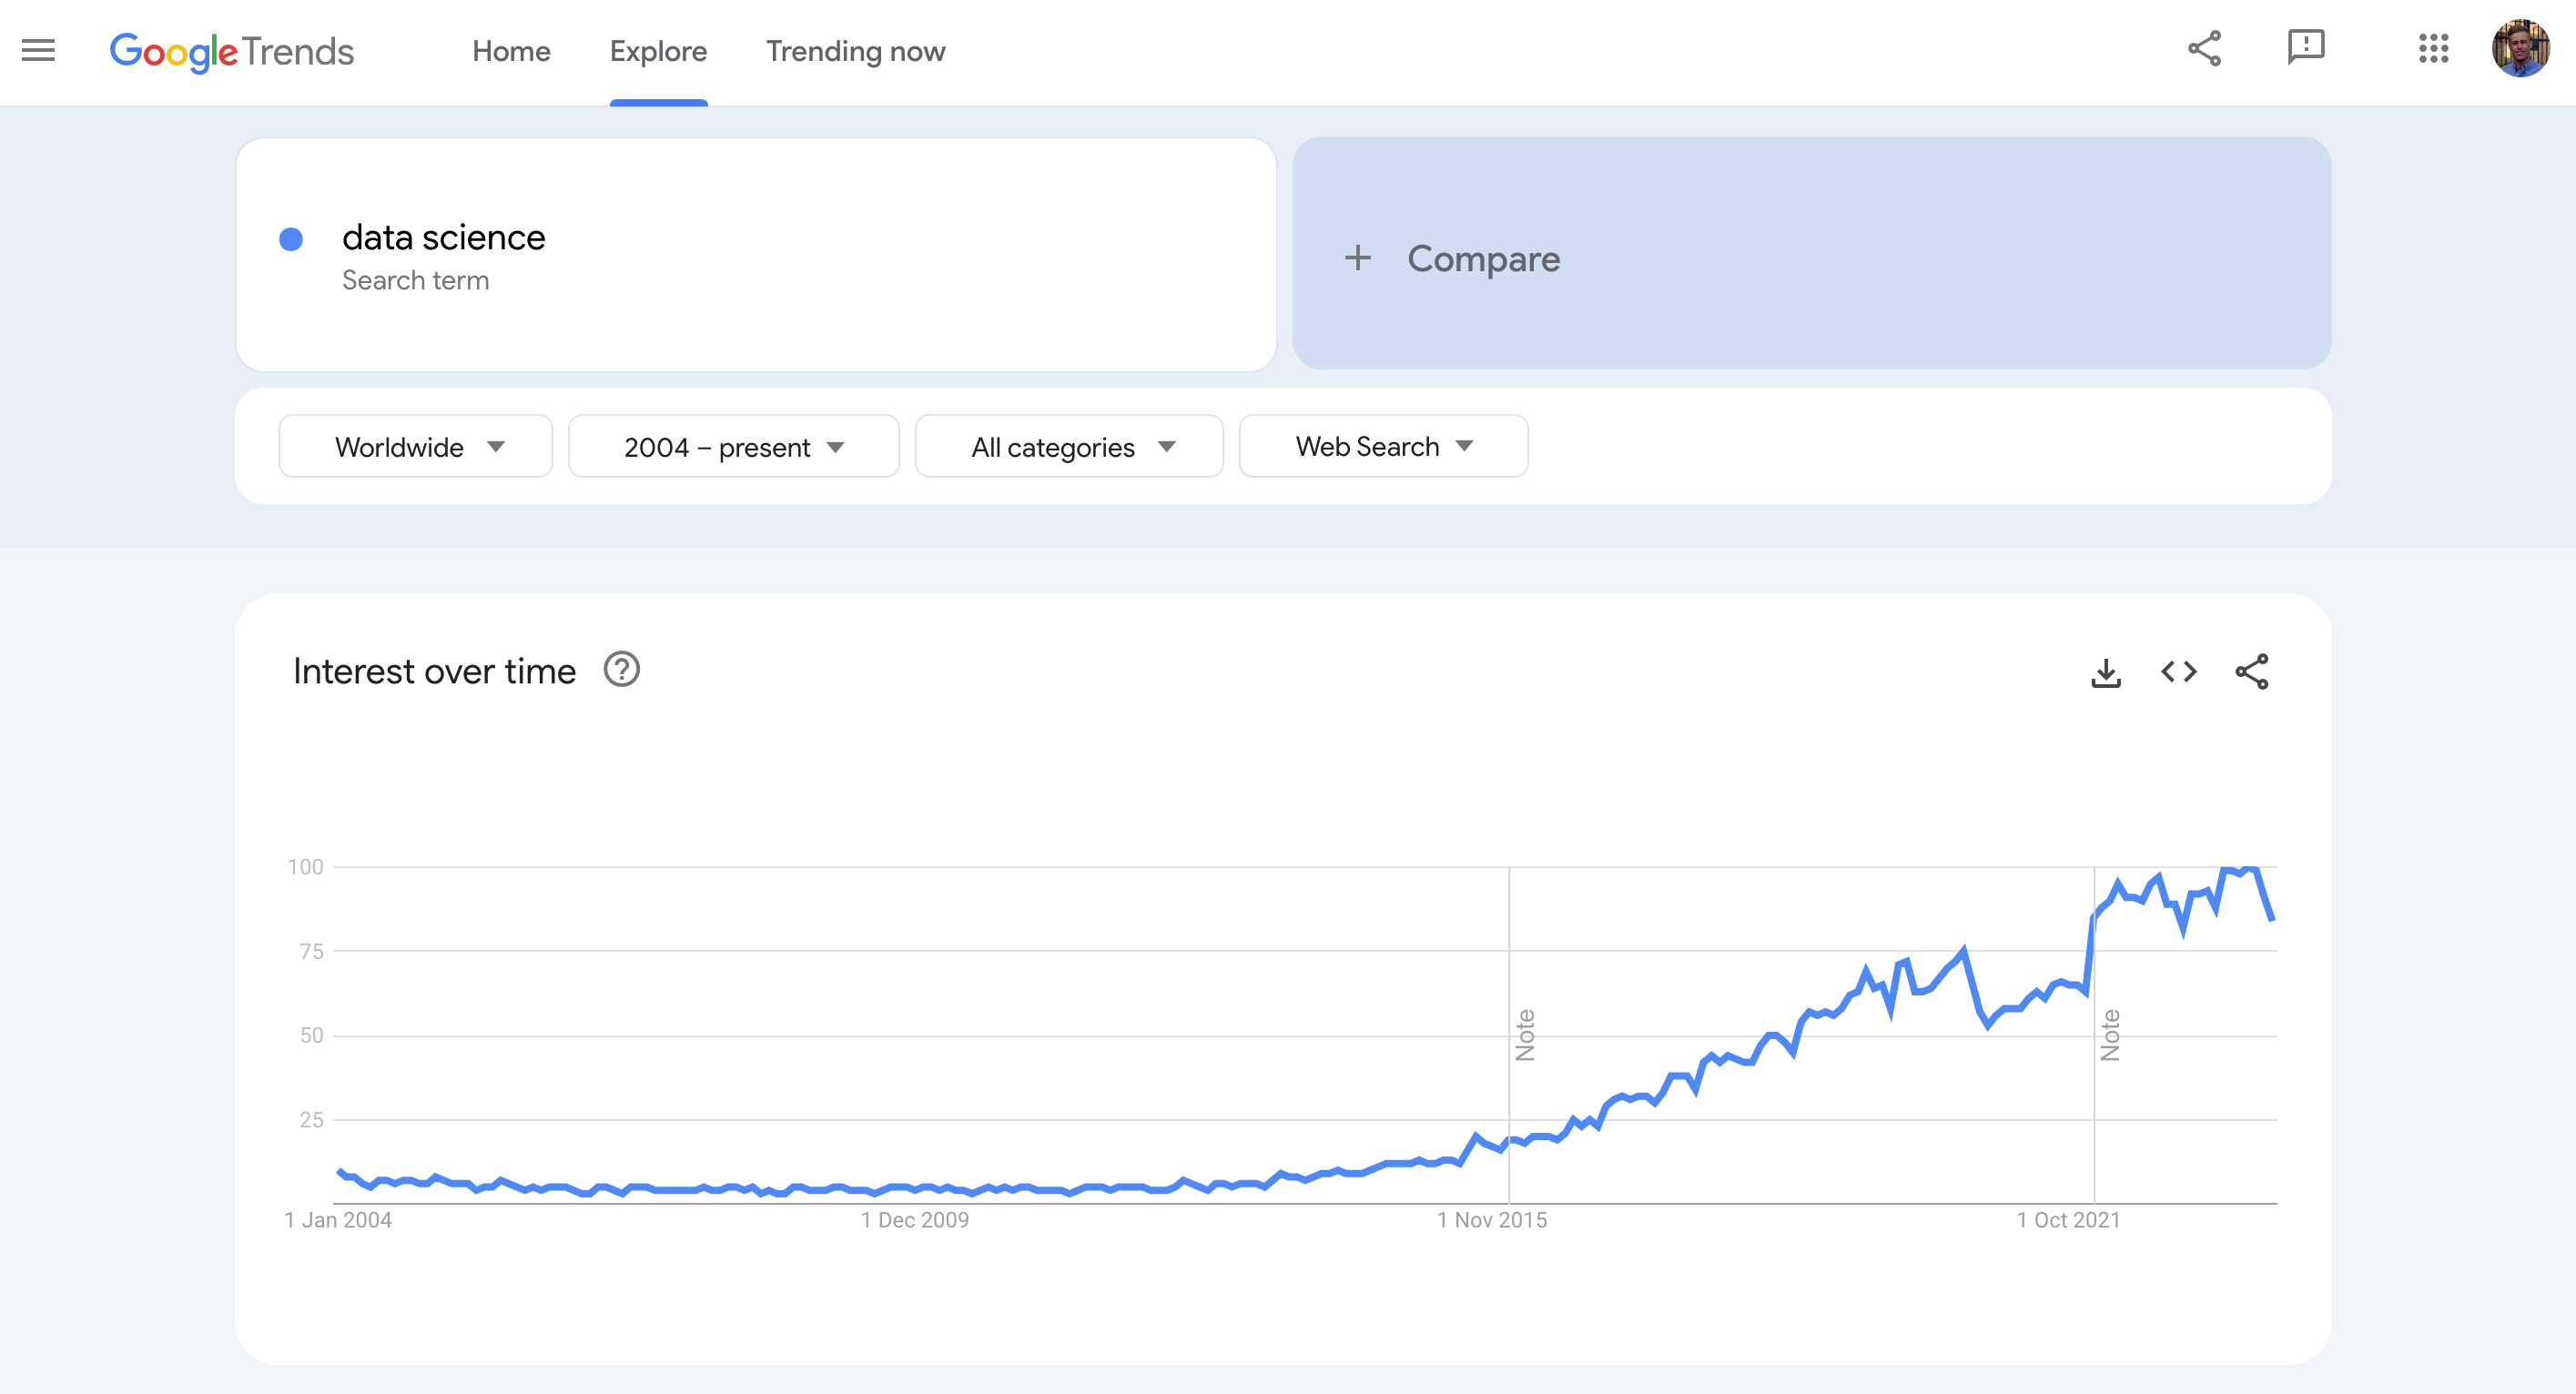 Google Trends Home Explore Trending now
data science
Search term
+ Compare
Worldwide 2004 – present All categories Web Search
Interest over time
100
75
50
25
Note
Note
1 Jan 2004 1 Dec 2009 1 Nov 2015 1 Oct 2021